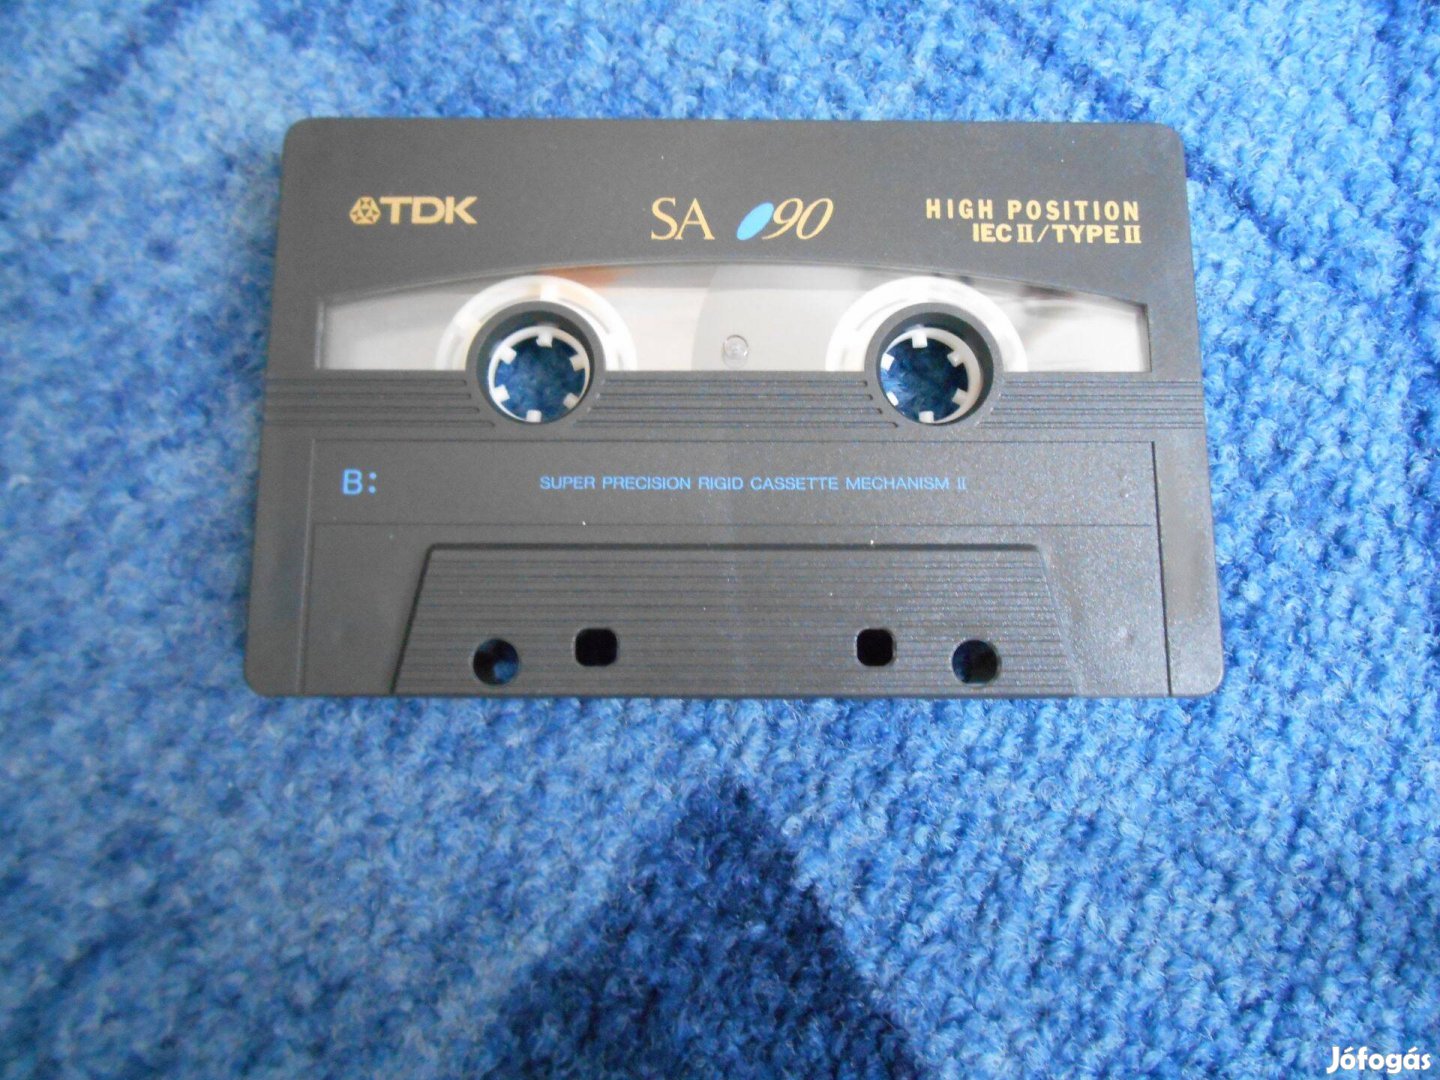 TDK
SA 90
HIGH POSITION
IEC II/TYPE II
B:
SUPER PRECISION RIGID CASSETTE MECHANISM II
Jófogás